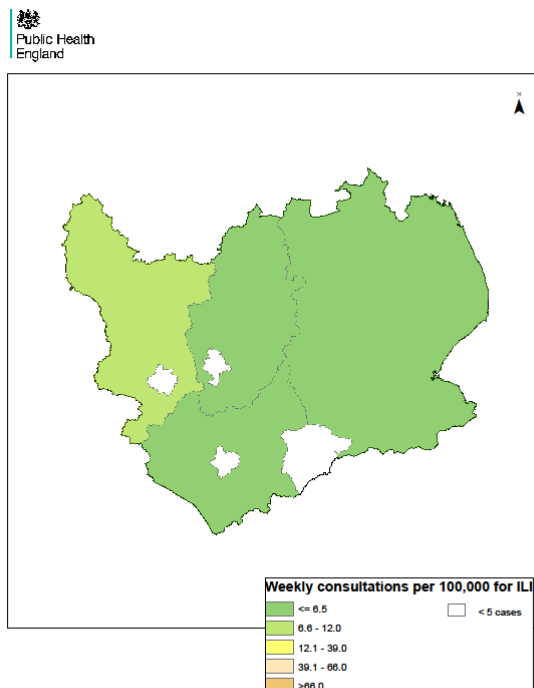 Public Health
England
Weekly consultations per 100,000 for ILI
<= 6.5
< 5 cases
6.6 - 12.0
12.1 - 39.0
39.1 - 66.0
>66.0